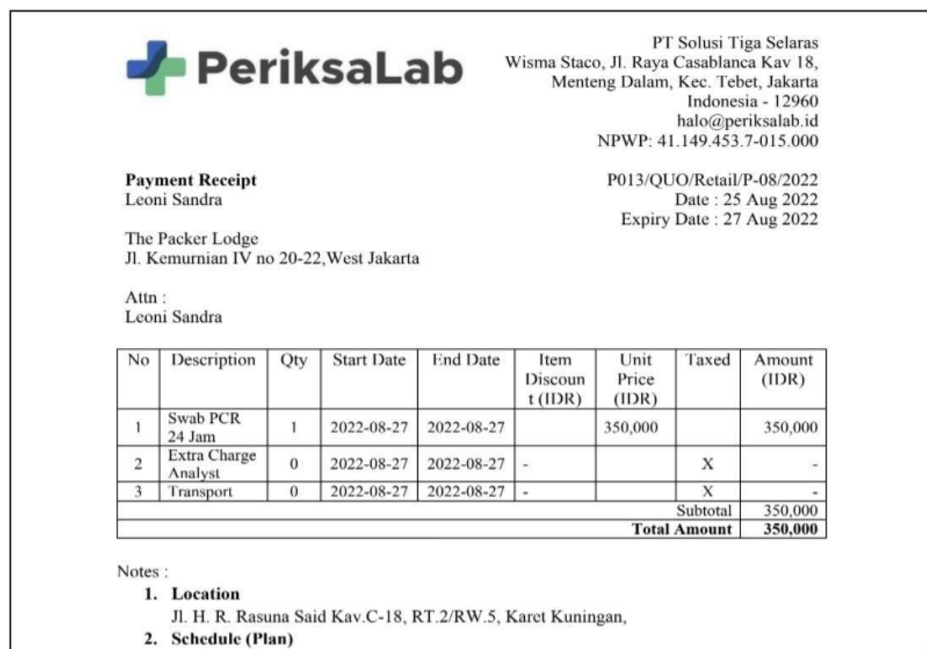 PeriksaLab
PT Solusi Tiga Selaras
Wisma Staco, Jl. Raya Casablanca Kav 18,
Menteng Dalam, Kec. Tebet, Jakarta
Indonesia - 12960
halo@periksalab.id
NPWP: 41.149.453.7-015.000
Payment Receipt
Leoni Sandra
P013/QUO/Retail/P-08/2022
Date : 25 Aug 2022
Expiry Date : 27 Aug 2022
The Packer Lodge
Jl. Kemurnian IV no 20-22,West Jakarta
Attn :
Leoni Sandra
No Description Qty Start Date End Date Item Discoun t (IDR) Unit Price (IDR) Taxed Amount (IDR)
1 Swab PCR 24 Jam 1 2022-08-27 2022-08-27 350,000 350,000
2 Extra Charge Analyst 0 2022-08-27 2022-08-27 - X -
3 Transport 0 2022-08-27 2022-08-27 - X -
Subtotal 350,000
Total Amount 350,000
Notes :
1. Location
Jl. H. R. Rasuna Said Kav.C-18, RT.2/RW.5, Karet Kuningan,
2. Schedule (Plan)